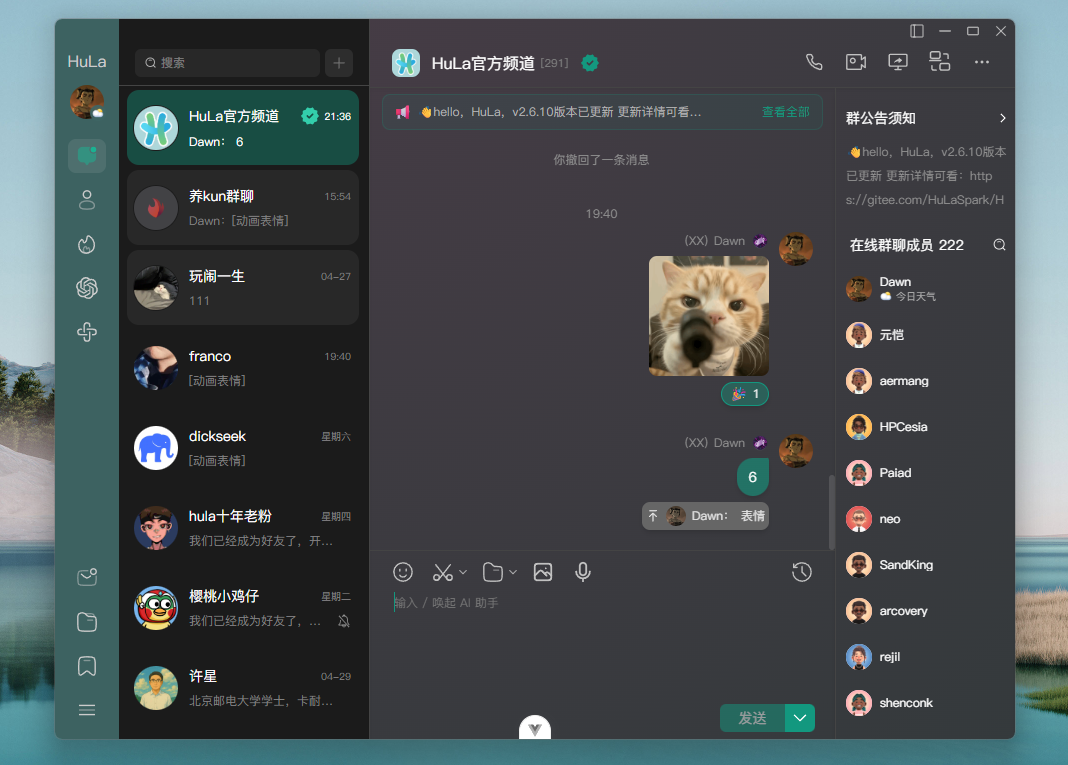 HuLa
搜索
HuLa官方频道
21:36
Dawn： 6
养kun群聊
15:54
Dawn：[动画表情]
玩闹一生
04-27
111
franco
19:40
[动画表情]
dickseek
星期六
[动画表情]
hula十年老粉
星期四
我们已经成为好友了，开...
樱桃小鸡仔
星期二
我们已经成为好友了，...
许星
04-29
北京邮电大学学士，卡耐...
HuLa官方频道 [291]
👋hello，HuLa，v2.6.10版本已更新 更新详情可看...
查看全部
你撤回了一条消息
19:40
(XX) Dawn
🎉 1
(XX) Dawn
6
Dawn： 表情
输入 / 唤起 AI 助手
发送
群公告须知
👋hello，HuLa，v2.6.10版本
已更新 更新详情可看：http
s://gitee.com/HuLaSpark/H
在线群聊成员 222
Dawn
今日天气
元恺
aermang
HPCesia
Paiad
neo
SandKing
arcovery
rejil
shenconk